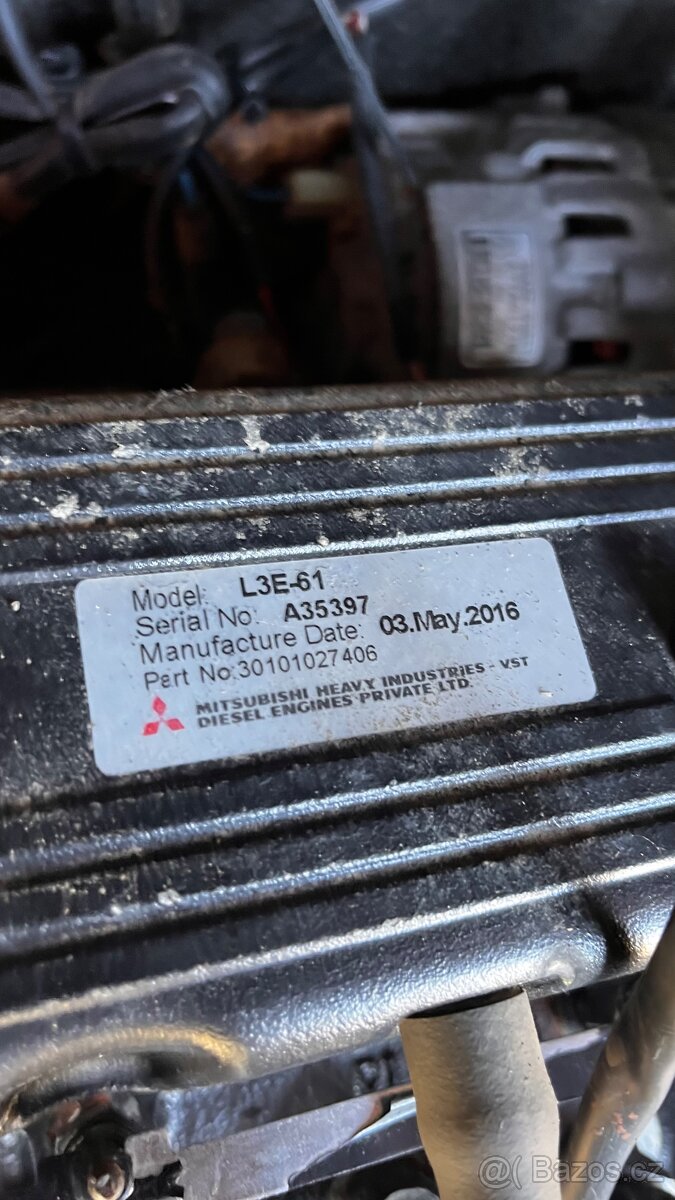 Model: L3E-61
Serial No: A35397
Manufacture Date: 03.May.2016
Part No:30101027406
MITSUBISHI HEAVY INDUSTRIES - VST
DIESEL ENGINES PRIVATE LTD.
@( Bazos.cz